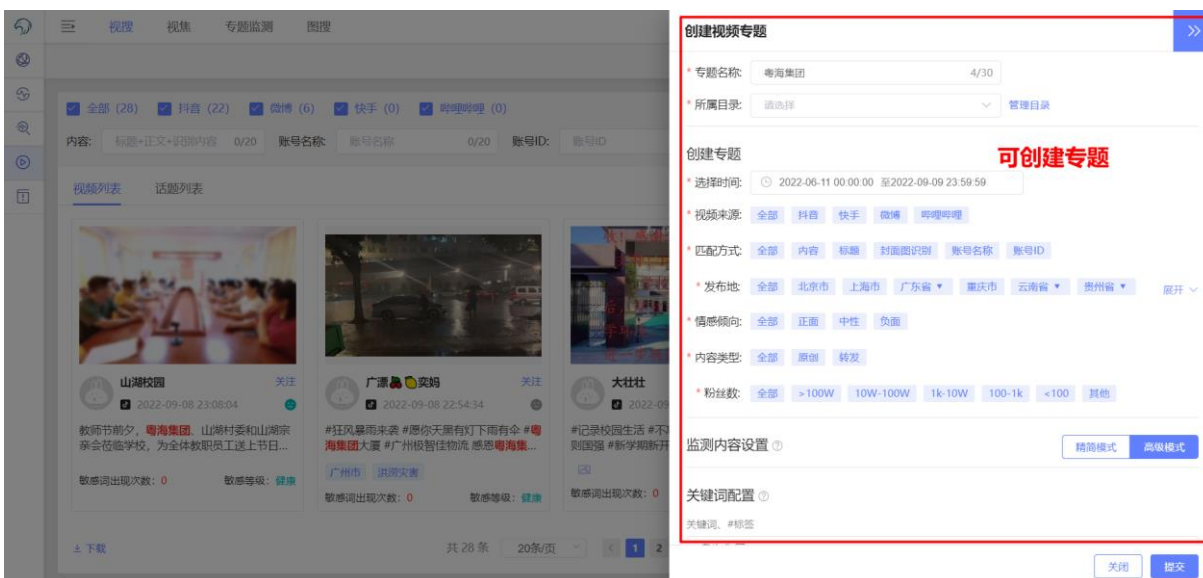 视搜 视焦 专题监测 图搜
全部 (28) 抖音 (22) 微博 (6) 快手 (0) 哔哩哔哩 (0)
内容: 标题+正文+识别内容 0/20 账号名称: 账号名称 0/20 账号ID: 账号ID
视频列表 话题列表
山湖校园 关注
2022-09-08 23:08:04
教师节前夕，粤海集团、山湖村委和山湖宗
亲会莅临学校，为全体教职员工送上节日...
敏感词出现次数: 0 敏感等级: 健康
广漂🍒🍋奕妈 关注
2022-09-08 22:54:34
#狂风暴雨来袭 #愿你天黑有灯下雨有伞 #粤
海集团大厦 #广州极智佳物流 感恩粤海集...
广州市 洪涝灾害
敏感词出现次数: 0 敏感等级: 健康
大壮壮
2022-09
#记录校园生活 #不
则国强 #新学期新开
敏感词出现次数: 0
下载 共 28 条 20条/页 1 2
创建视频专题
* 专题名称: 粤海集团 4/30
* 所属目录: 请选择 管理目录
创建专题
可创建专题
* 选择时间: 2022-06-11 00:00:00 至2022-09-09 23:59:59
* 视频来源: 全部 抖音 快手 微博 哔哩哔哩
* 匹配方式: 全部 内容 标题 封面图识别 账号名称 账号ID
* 发布地: 全部 北京市 上海市 广东省 ▼ 重庆市 云南省 ▼ 贵州省 ▼ 展开
* 情感倾向: 全部 正面 中性 负面
* 内容类型: 全部 原创 转发
* 粉丝数: 全部 >100W 10W-100W 1k-10W 100-1k <100 其他
监测内容设置 精简模式 高级模式
关键词配置
关键词、#标签
关闭 提交